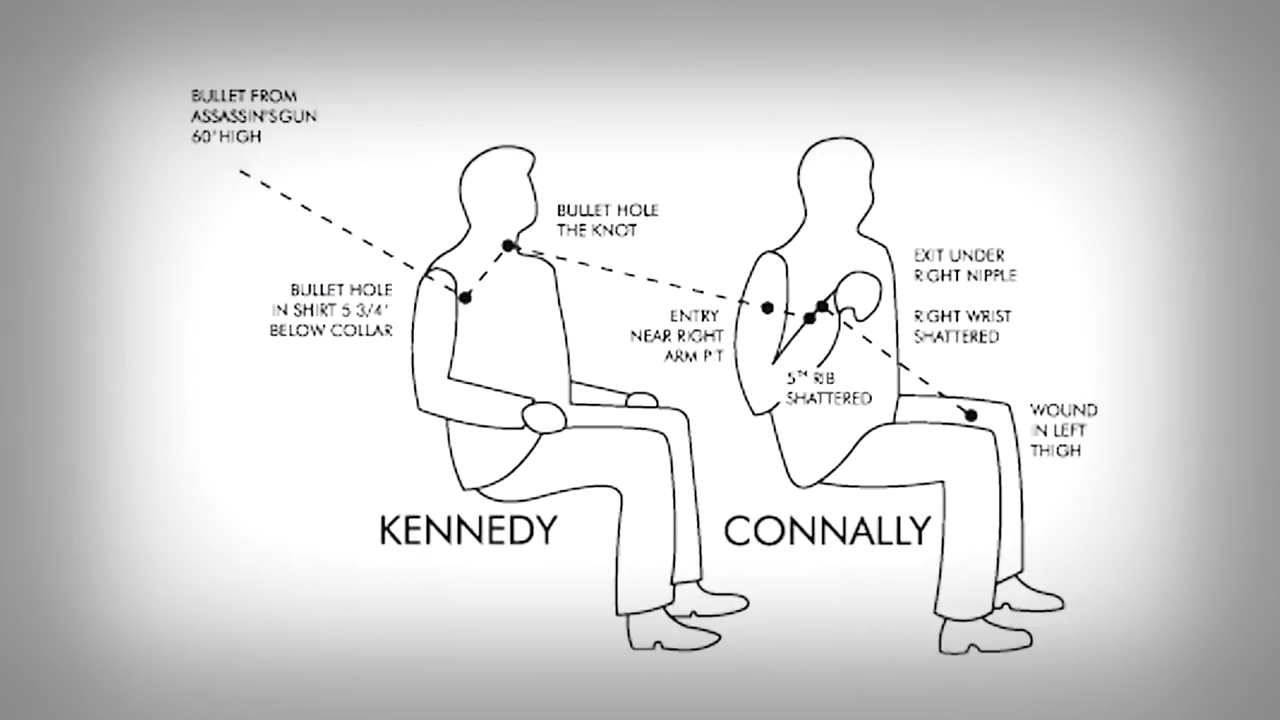 BULLET FROM
ASSASSIN'S GUN
60' HIGH
BULLET HOLE
THE KNOT
BULLET HOLE
IN SHIRT 5 3/4'
BELOW COLLAR
ENTRY
NEAR RIGHT
ARM PIT
EXIT UNDER
RIGHT NIPPLE
RIGHT WRIST
SHATTERED
5TH RIB
SHATTERED
WOUND
IN LEFT
THIGH
KENNEDY
CONNALLY